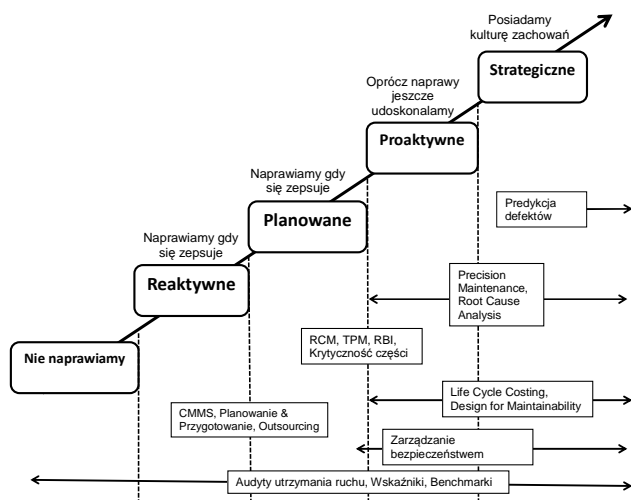 Posiadamy
kulturę zachowań
Strategiczne
Oprócz naprawy
jeszcze
udoskonalamy
Proaktywne
Naprawiamy gdy
się zepsuje
Planowane
Predykcja
defektów
Naprawiamy gdy
się zepsuje
Reaktywne
Precision
Maintenance,
Root Cause
Analysis
Nie naprawiamy
RCM, TPM, RBI,
Krytyczność części
CMMS, Planowanie &
Przygotowanie, Outsourcing
Life Cycle Costing,
Design for Maintainability
Zarządzanie
bezpieczeństwem
Audyty utrzymania ruchu, Wskaźniki, Benchmarki